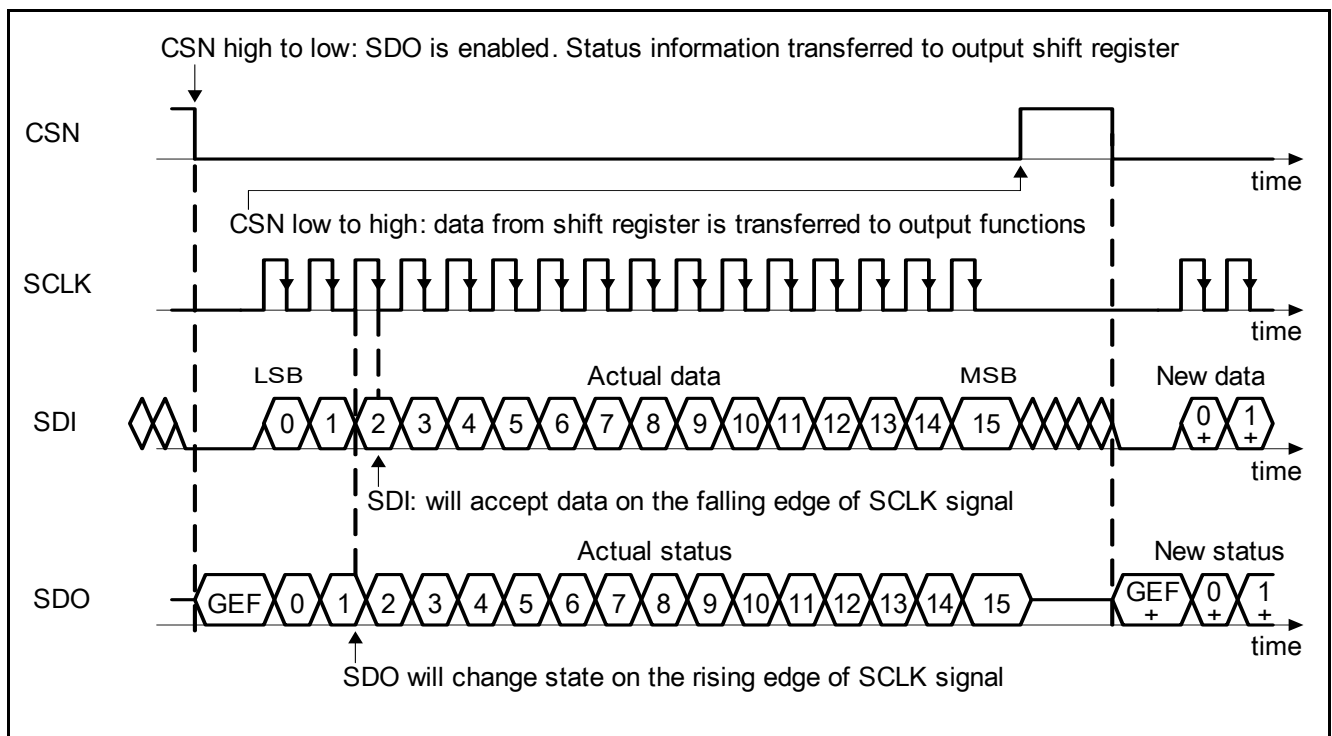 CSN high to low: SDO is enabled. Status information transferred to output shift register
CSN
time
CSN low to high: data from shift register is transferred to output functions
SCLK
time
LSB Actual data MSB New data
SDI 0 1 2 3 4 5 6 7 8 9 10 11 12 13 14 15 0 1
+ +
time
SDI: will accept data on the falling edge of SCLK signal
Actual status New status
SDO GEF 0 1 2 3 4 5 6 7 8 9 10 11 12 13 14 15 GEF 0 1
+ + +
time
SDO will change state on the rising edge of SCLK signal